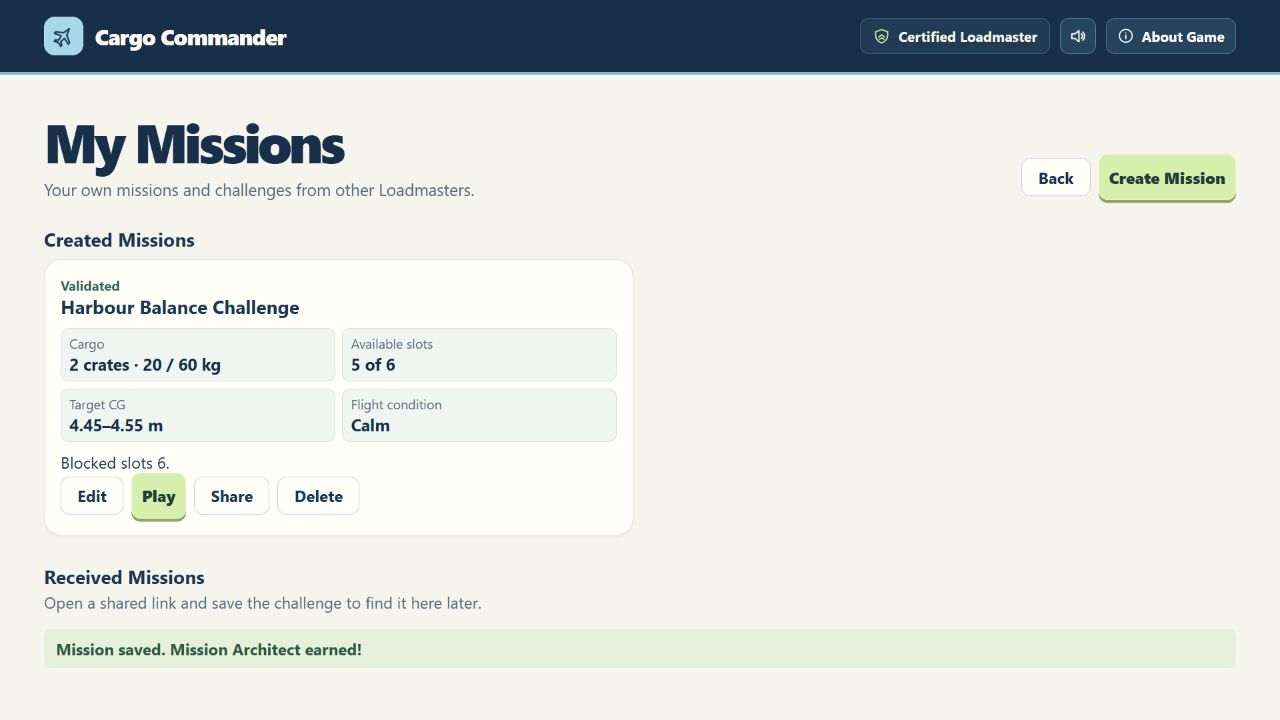 Cargo Commander
Certified Loadmaster
About Game
My Missions
Your own missions and challenges from other Loadmasters.
Back
Create Mission
Created Missions
Validated
Harbour Balance Challenge
Cargo
2 crates · 20 / 60 kg
Available slots
5 of 6
Target CG
4.45–4.55 m
Flight condition
Calm
Blocked slots 6.
Edit
Play
Share
Delete
Received Missions
Open a shared link and save the challenge to find it here later.
Mission saved. Mission Architect earned!